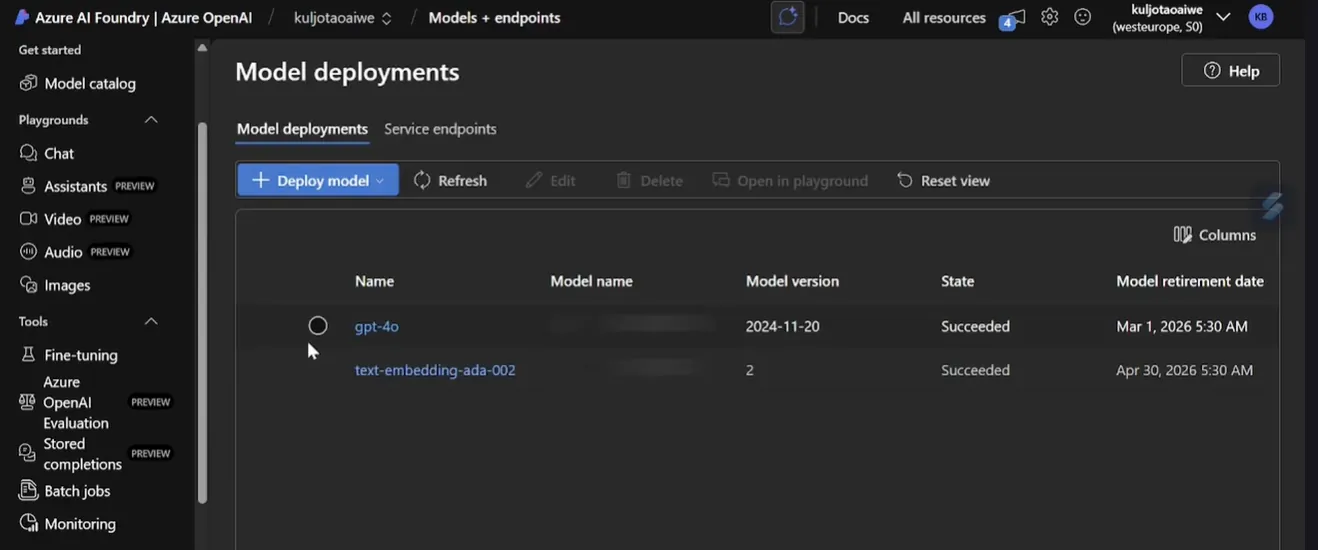 Azure AI Foundry | Azure OpenAI / kuljotaoaiwe / Models + endpoints
Docs All resources 4 kuljotaoaiwe
(westeurope, S0) KB
Get started
Model catalog
Playgrounds
Chat
Assistants PREVIEW
Video PREVIEW
Audio PREVIEW
Images
Tools
Fine-tuning
Azure
OpenAI PREVIEW
Evaluation
Stored
completions PREVIEW
Batch jobs
Monitoring
Model deployments
Help
Model deployments Service endpoints
Deploy model Refresh Edit Delete Open in playground Reset view
Columns
Name Model name Model version State Model retirement date
gpt-4o 2024-11-20 Succeeded Mar 1, 2026 5:30 AM
text-embedding-ada-002 2 Succeeded Apr 30, 2026 5:30 AM